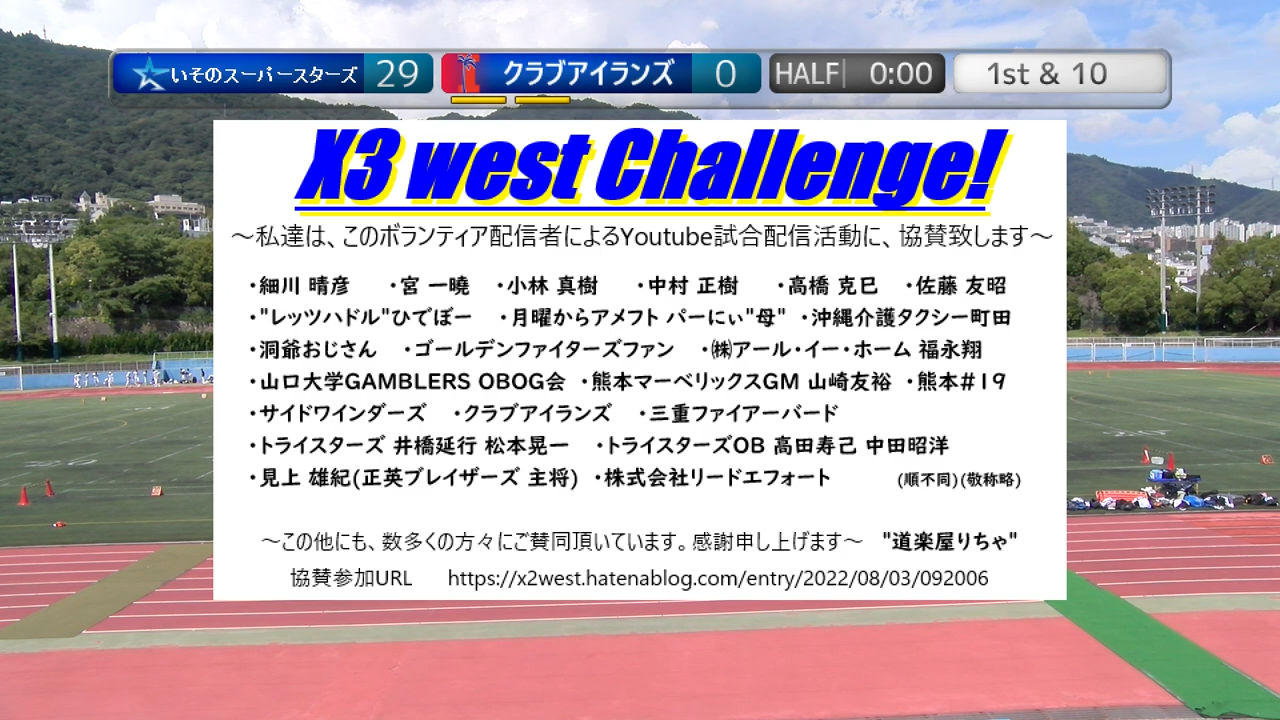 いそのスーパースターズ 29 クラブアイランズ 0 HALF 0:00 1st & 10
X3 west Challenge!
～私達は、このボランティア配信者によるYoutube試合配信活動に、協賛致します～
・細川 晴彦 ・宮 一曉 ・小林 真樹 ・中村 正樹 ・高橋 克巳 ・佐藤 友昭
・"レッツハドル"ひでぼー ・月曜からアメフト パーにぃ"母" ・沖縄介護タクシー町田
・洞爺おじさん ・ゴールデンファイターズファン ・㈱アール・イー・ホーム 福永翔
・山口大学GAMBLERS OBOG会 ・熊本マーベリックスGM 山崎友裕 ・熊本#19
・サイドワインダーズ ・クラブアイランズ ・三重ファイアーバード
・トライスターズ 井橋延行 松本晃一 ・トライスターズOB 高田寿己 中田昭洋
・見上 雄紀(正英ブレイザーズ 主将) ・株式会社リードエフォート (順不同)(敬称略)
～この他にも、数多くの方々にご賛同頂いています。感謝申し上げます～ "道楽屋りちゃ"
協賛参加URL https://x2west.hatenablog.com/entry/2022/08/03/092006